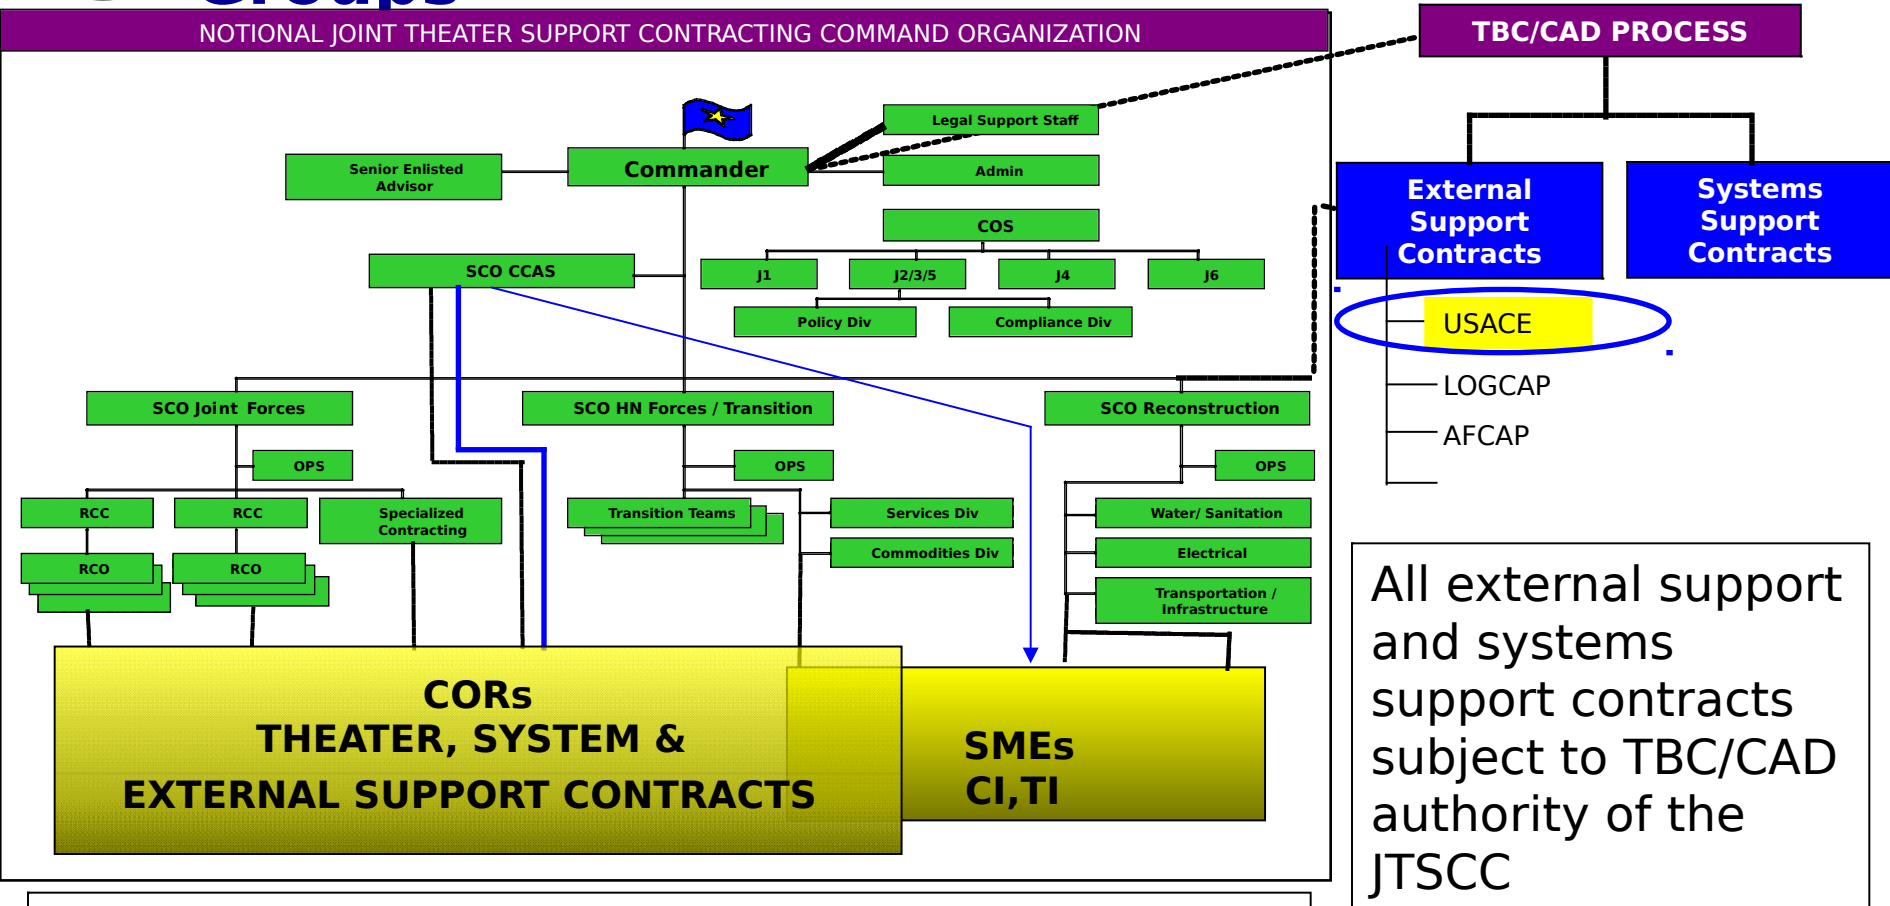 Groups
NOTIONAL JOINT THEATER SUPPORT CONTRACTING COMMAND ORGANIZATION
TBC/CAD PROCESS
Legal Support Staff
Commander
Senior Enlisted
Advisor
Admin
COS
SCO CCAS
J1
J2/3/5
J4
J6
Policy Div
Compliance Div
External
Support
Contracts
Systems
Support
Contracts
USACE
LOGCAP
AFCAP
SCO Joint Forces
SCO HN Forces / Transition
SCO Reconstruction
OPS
OPS
OPS
RCC
RCC
Specialized
Contracting
Transition Teams
Services Div
Water/ Sanitation
RCO
RCO
Commodities Div
Electrical
Transportation /
Infrastructure
CORs
THEATER, SYSTEM &
EXTERNAL SUPPORT CONTRACTS
SMEs
CI,TI
All external support
and systems
support contracts
subject to TBC/CAD
authority of the
JTSCC